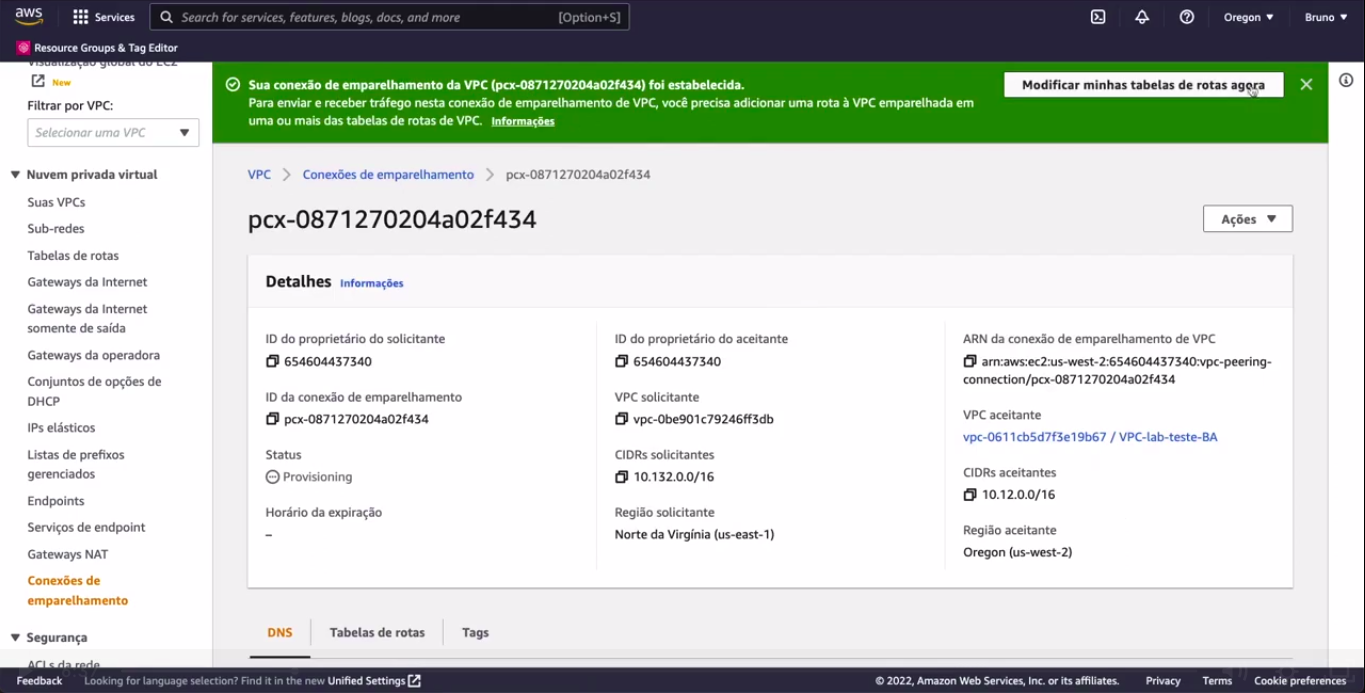 aws
Services
Search for services, features, blogs, docs, and more
[Option+S]
Oregon
Bruno
Resource Groups & Tag Editor
Visualização global do EC2
New
Filtrar por VPC:
Selecionar uma VPC
Nuvem privada virtual
Suas VPCs
Sub-redes
Tabelas de rotas
Gateways da Internet
Gateways da Internet
somente de saída
Gateways da operadora
Conjuntos de opções de
DHCP
IPs elásticos
Listas de prefixos
gerenciados
Endpoints
Serviços de endpoint
Gateways NAT
Conexões de
emparelhamento
Segurança
ACLs da rede
Sua conexão de emparelhamento da VPC (pcx-0871270204a02f434) foi estabelecida.
Para enviar e receber tráfego nesta conexão de emparelhamento de VPC, você precisa adicionar uma rota à VPC emparelhada em
uma ou mais das tabelas de rotas de VPC. Informações
Modificar minhas tabelas de rotas agora
VPC
Conexões de emparelhamento
pcx-0871270204a02f434
pcx-0871270204a02f434
Ações
Detalhes
Informações
ID do proprietário do solicitante
654604437340
ID da conexão de emparelhamento
pcx-0871270204a02f434
Status
Provisioning
Horário da expiração
–
ID do proprietário do aceitante
654604437340
VPC solicitante
vpc-0be901c79246ff3db
CIDRs solicitantes
10.132.0.0/16
Região solicitante
Norte da Virgínia (us-east-1)
ARN da conexão de emparelhamento de VPC
arn:aws:ec2:us-west-2:654604437340:vpc-peering-
connection/pcx-0871270204a02f434
VPC aceitante
vpc-0611cb5d7f3e19b67 / VPC-lab-teste-BA
CIDRs aceitantes
10.12.0.0/16
Região aceitante
Oregon (us-west-2)
DNS
Tabelas de rotas
Tags
Feedback
Looking for language selection? Find it in the new Unified Settings
© 2022, Amazon Web Services, Inc. or its affiliates.
Privacy
Terms
Cookie preferences